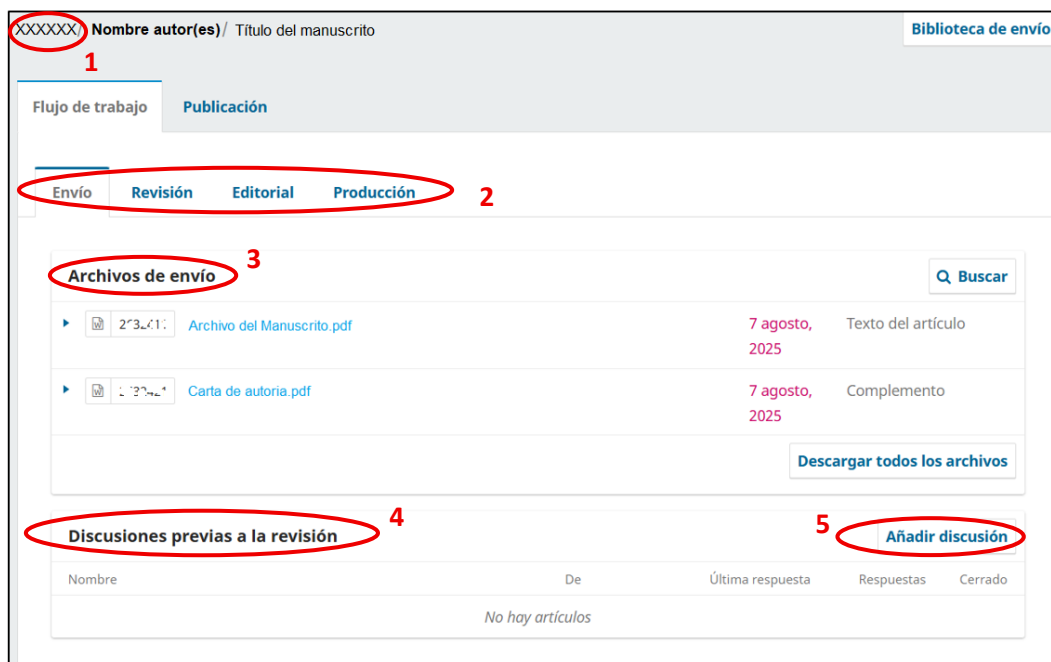 XXXXXX/ Nombre autor(es)/ Título del manuscrito
Biblioteca de envío
1
Flujo de trabajo Publicación
Envío Revisión Editorial Producción
2
Archivos de envío
3
Buscar
Archivo del Manuscrito.pdf
7 agosto, 2025
Texto del artículo
Carta de autoria.pdf
7 agosto, 2025
Complemento
Descargar todos los archivos
Discusiones previas a la revisión
4
5
Añadir discusión
Nombre De Última respuesta Respuestas Cerrado
No hay artículos